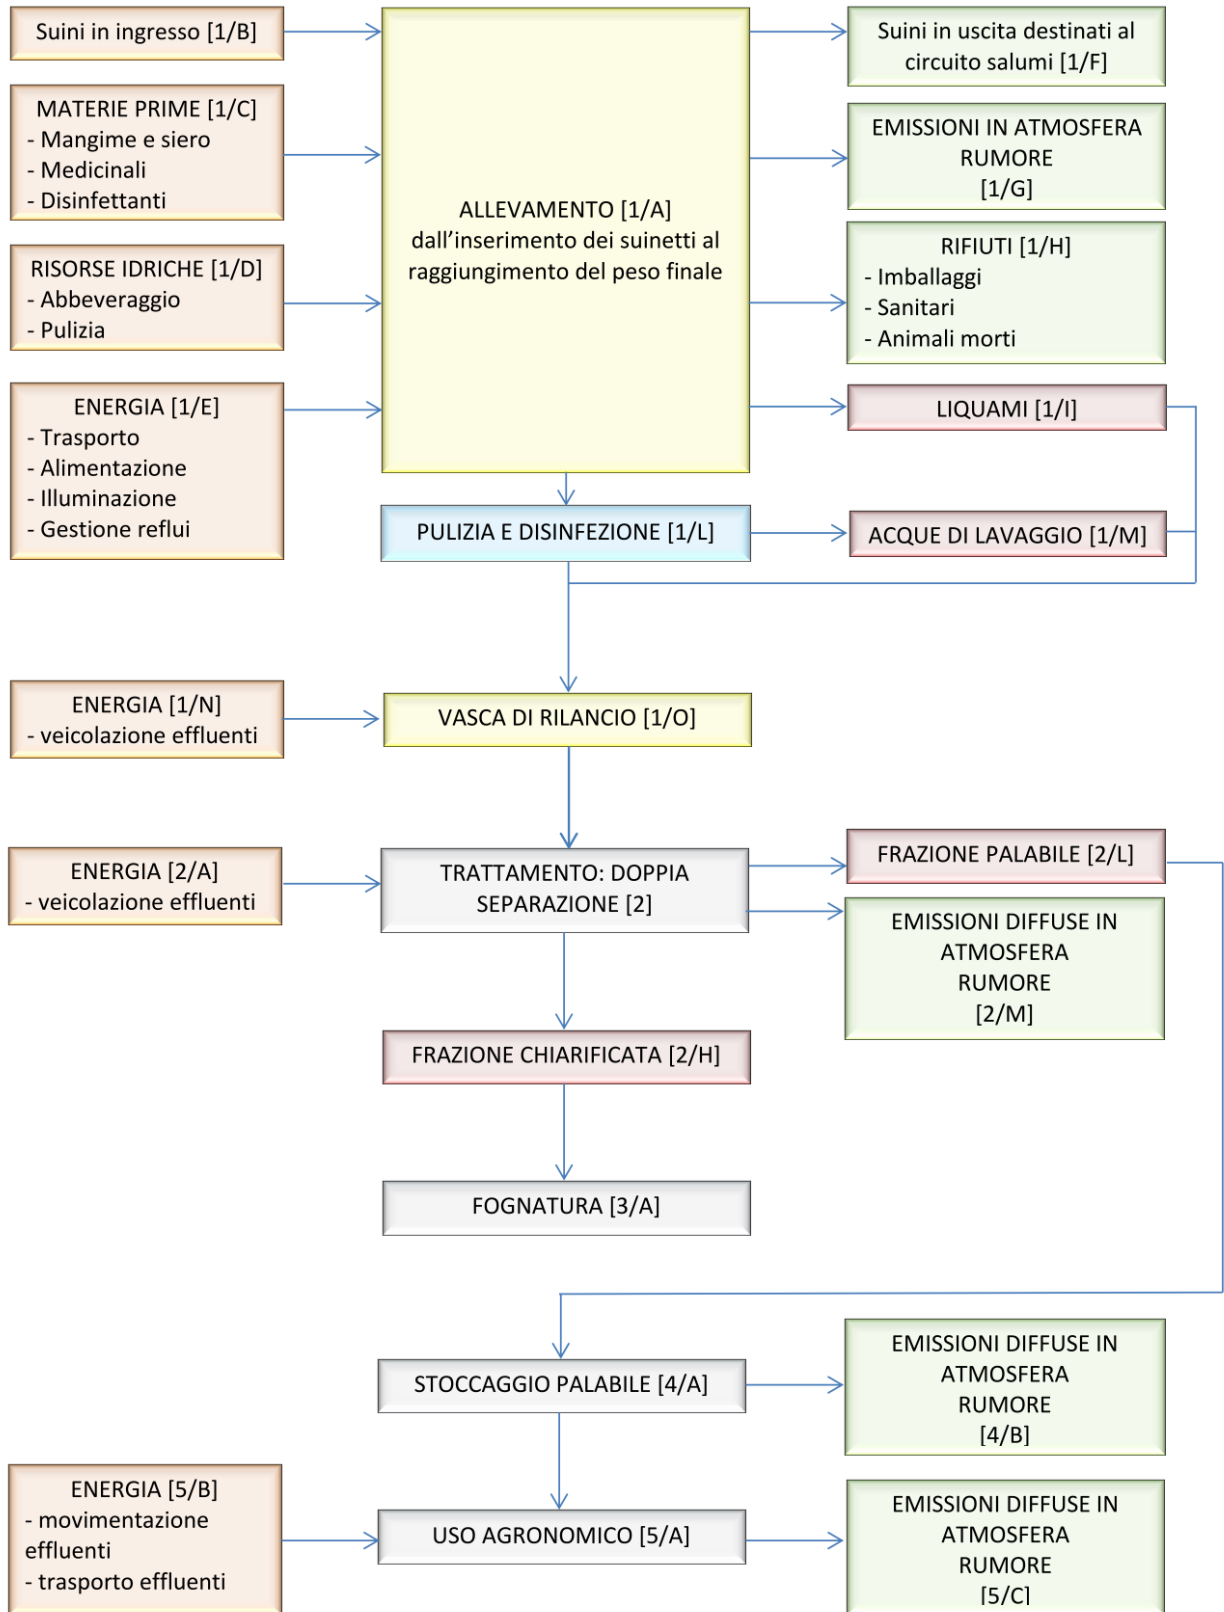 Suini in ingresso [1/B]
Suini in uscita destinati al
circuito salumi [1/F]
MATERIE PRIME [1/C]
- Mangime e siero
- Medicinali
- Disinfettanti
EMISSIONI IN ATMOSFERA
RUMORE
[1/G]
ALLEVAMENTO [1/A]
dall'inserimento dei suinetti al
raggiungimento del peso finale
RISORSE IDRICHE [1/D]
- Abbeveraggio
- Pulizia
RIFIUTI [1/H]
- Imballaggi
- Sanitari
- Animali morti
ENERGIA [1/E]
- Trasporto
- Alimentazione
- Illuminazione
- Gestione reflui
LIQUAMI [1/I]
PULIZIA E DISINFEZIONE [1/L]
ACQUE DI LAVAGGIO [1/M]
ENERGIA [1/N]
- veicolazione effluenti
VASCA DI RILANCIO [1/O]
ENERGIA [2/A]
- veicolazione effluenti
TRATTAMENTO: DOPPIA
SEPARAZIONE [2]
FRAZIONE PALABILE [2/L]
EMISSIONI DIFFUSE IN
ATMOSFERA
RUMORE
[2/M]
FRAZIONE CHIARIFICATA [2/H]
FOGNATURA [3/A]
STOCCAGGIO PALABILE [4/A]
EMISSIONI DIFFUSE IN
ATMOSFERA
RUMORE
[4/B]
ENERGIA [5/B]
- movimentazione
effluenti
- trasporto effluenti
USO AGRONOMICO [5/A]
EMISSIONI DIFFUSE IN
ATMOSFERA
RUMORE
[5/C]